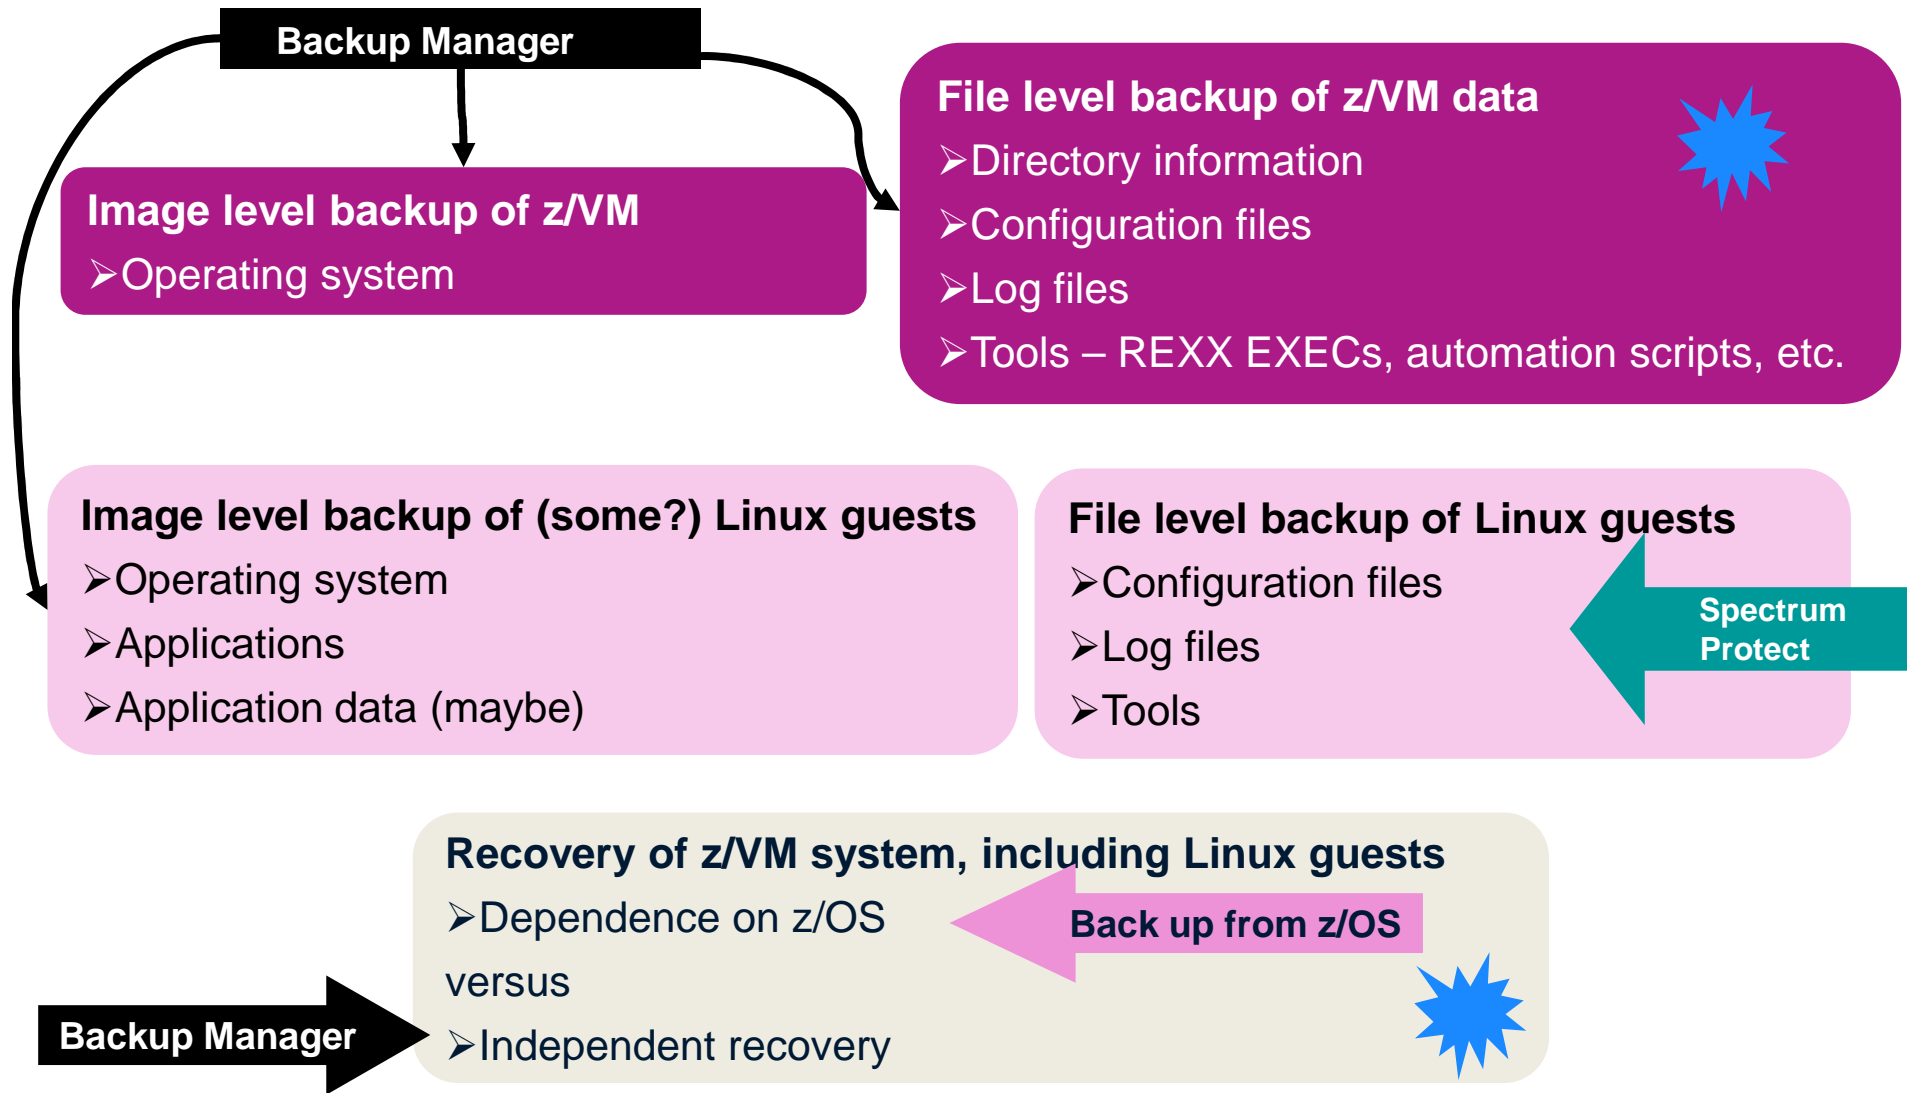 Backup Manager
Image level backup of z/VM
➢Operating system
File level backup of z/VM data
➢Directory information
➢Configuration files
➢Log files
➢Tools – REXX EXECs, automation scripts, etc.
Image level backup of (some?) Linux guests
➢Operating system
➢Applications
➢Application data (maybe)
File level backup of Linux guests
➢Configuration files
➢Log files
➢Tools
Spectrum
Protect
Recovery of z/VM system, including Linux guests
➢Dependence on z/OS
versus
➢Independent recovery
Back up from z/OS
Backup Manager